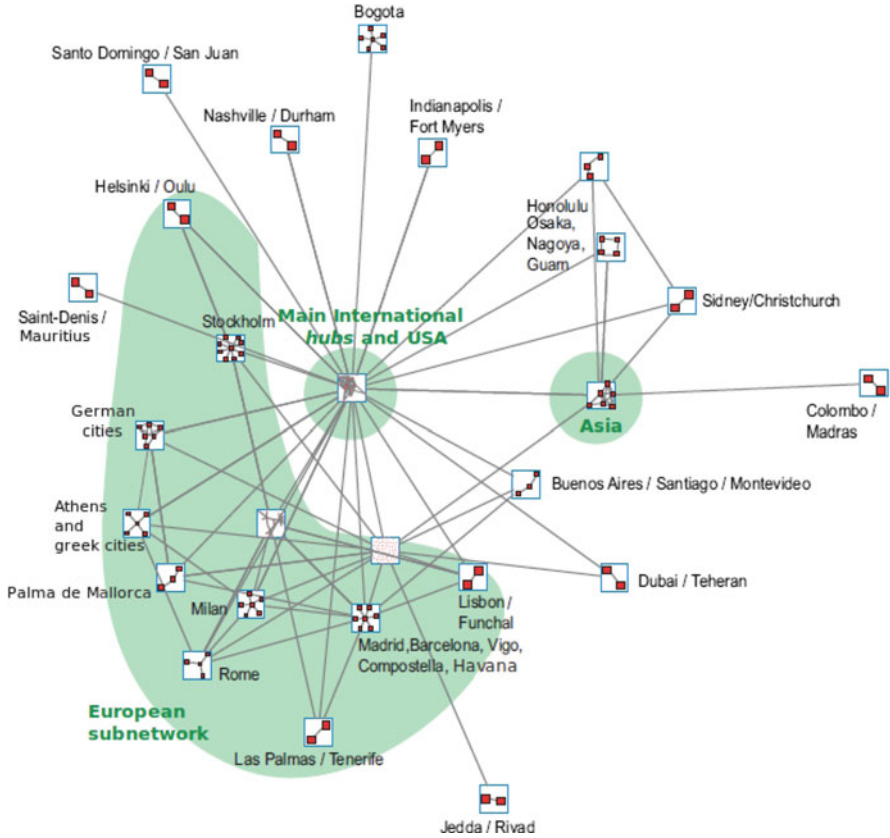 Bogota
Santo Domingo / San Juan
Nashville / Durham
Indianapolis /
Fort Myers
Helsinki / Oulu
Honolulu
Osaka,
Nagoya,
Guam
Saint-Denis /
Mauritius
Stockholm
Main International
hubs and USA
Sidney/Christchurch
German
cities
Asia
Colombo /
Madras
Athens
and
greek cities
Buenos Aires / Santiago / Montevideo
Palma de Mallorca
Milan
Lisbon /
Funchal
Dubai / Teheran
Madrid,Barcelona, Vigo,
Compostella, Havana
Rome
European
subnetwork
Las Palmas / Tenerife
Jedda / Riyad